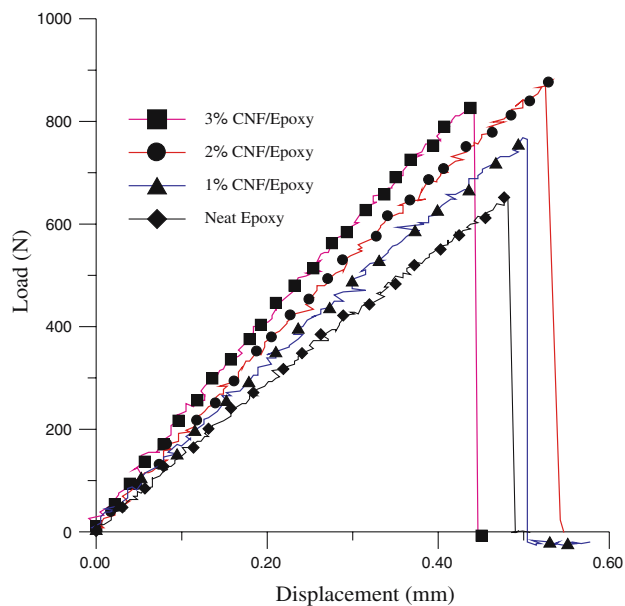 1000
800
600
400
200
0
Load (N)
3% CNF/Epoxy
2% CNF/Epoxy
1% CNF/Epoxy
Neat Epoxy
0.00
0.20
0.40
0.60
Displacement (mm)